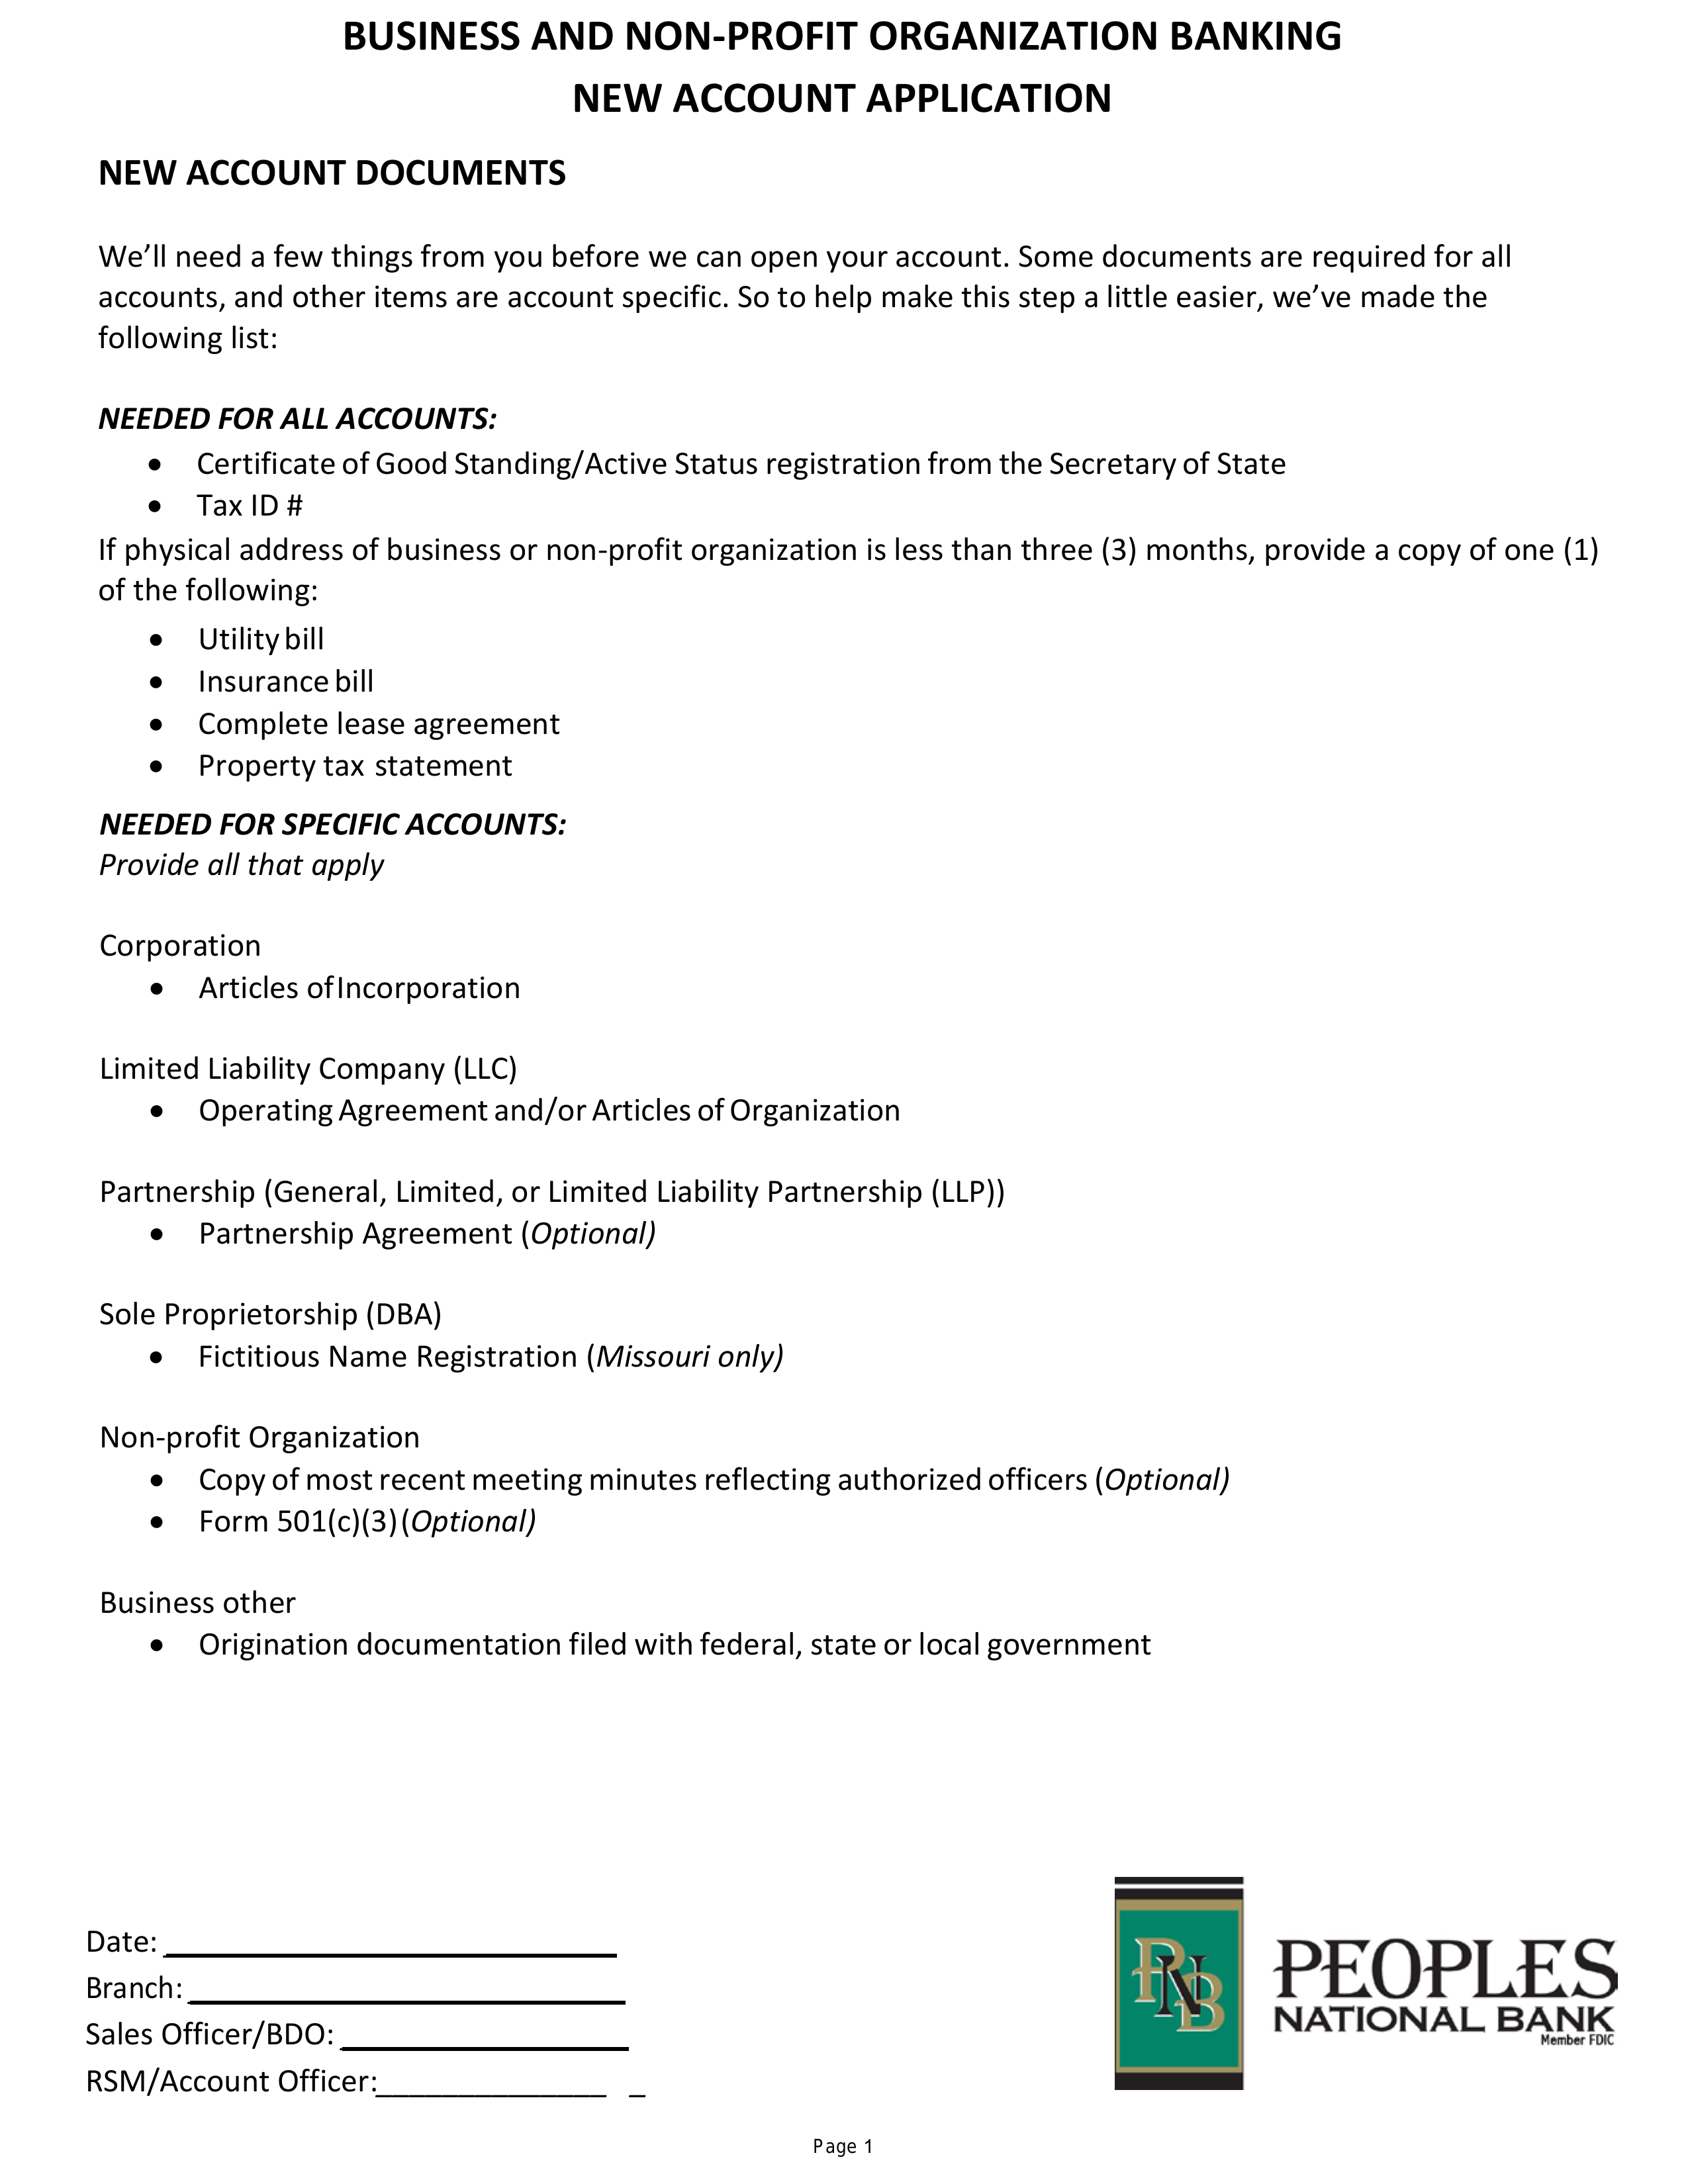 BUSINESS AND NON-PROFIT ORGANIZATION BANKING
NEW ACCOUNT APPLICATION
NEW ACCOUNT DOCUMENTS
We’ll need a few things from you before we can open your account. Some documents are required for all
accounts, and other items are account specific. So to help make this step a little easier, we’ve made the
following list:
NEEDED FOR ALL ACCOUNTS:
• Certificate of Good Standing/Active Status registration from the Secretary of State
• Tax ID #
If physical address of business or non-profit organization is less than three (3) months, provide a copy of one (1)
of the following:
• Utility bill
• Insurance bill
• Complete lease agreement
• Property tax statement
NEEDED FOR SPECIFIC ACCOUNTS:
Provide all that apply
Corporation
• Articles of Incorporation
Limited Liability Company (LLC)
• Operating Agreement and/or Articles of Organization
Partnership (General, Limited, or Limited Liability Partnership (LLP))
• Partnership Agreement (Optional)
Sole Proprietorship (DBA)
• Fictitious Name Registration (Missouri only)
Non-profit Organization
• Copy of most recent meeting minutes reflecting authorized officers (Optional)
• Form 501(c)(3) (Optional)
Business other
• Origination documentation filed with federal, state or local government
Date: ____________________
Branch: ____________________
Sales Officer/BDO: ____________________
RSM/Account Officer:_______________ _
PNB
PEOPLES
NATIONAL BANK
Member FDIC
Page 1